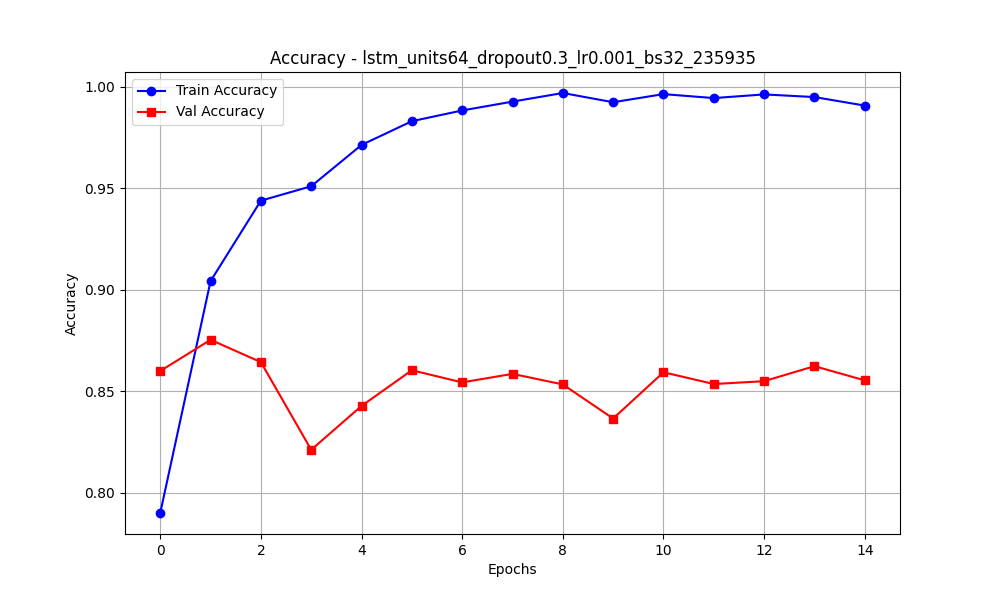 Accuracy - lstm_units64_dropout0.3_lr0.001_bs32_235935
Train Accuracy
Val Accuracy
1.00
0.95
0.90
0.85
0.80
Accuracy
0 2 4 6 8 10 12 14
Epochs